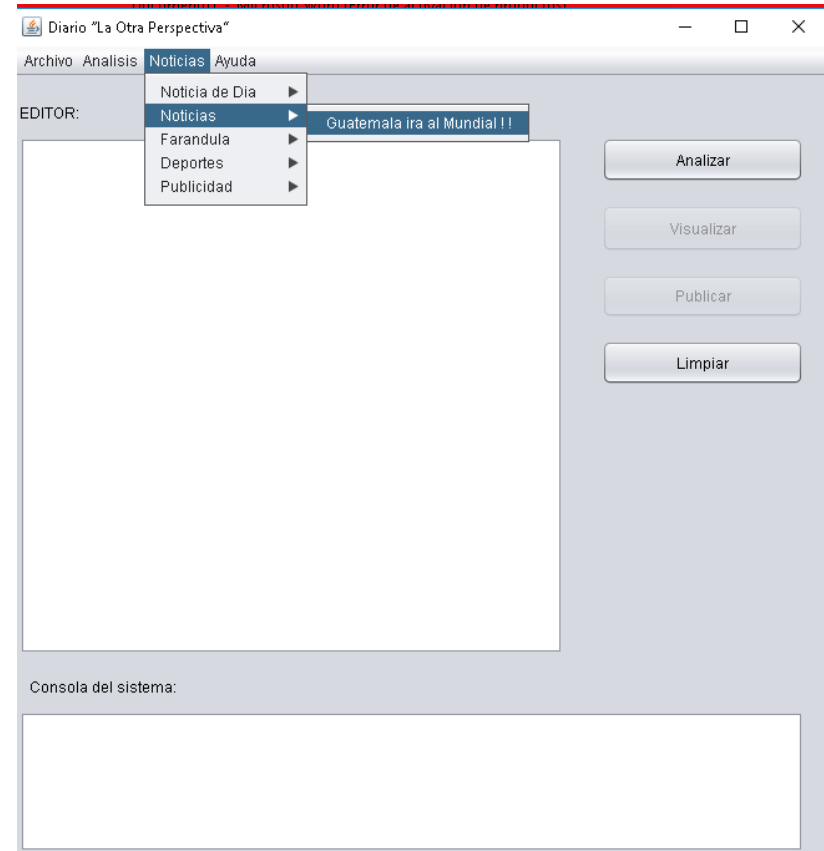 Diario "La Otra Perspectiva"
Archivo Analisis Noticias Ayuda
Noticia de Dia
EDITOR:
Noticias
Guatemala ira al Mundial ! !
Farandula
Deportes
Publicidad
Analizar
Visualizar
Publicar
Limpiar
Consola del sistema: